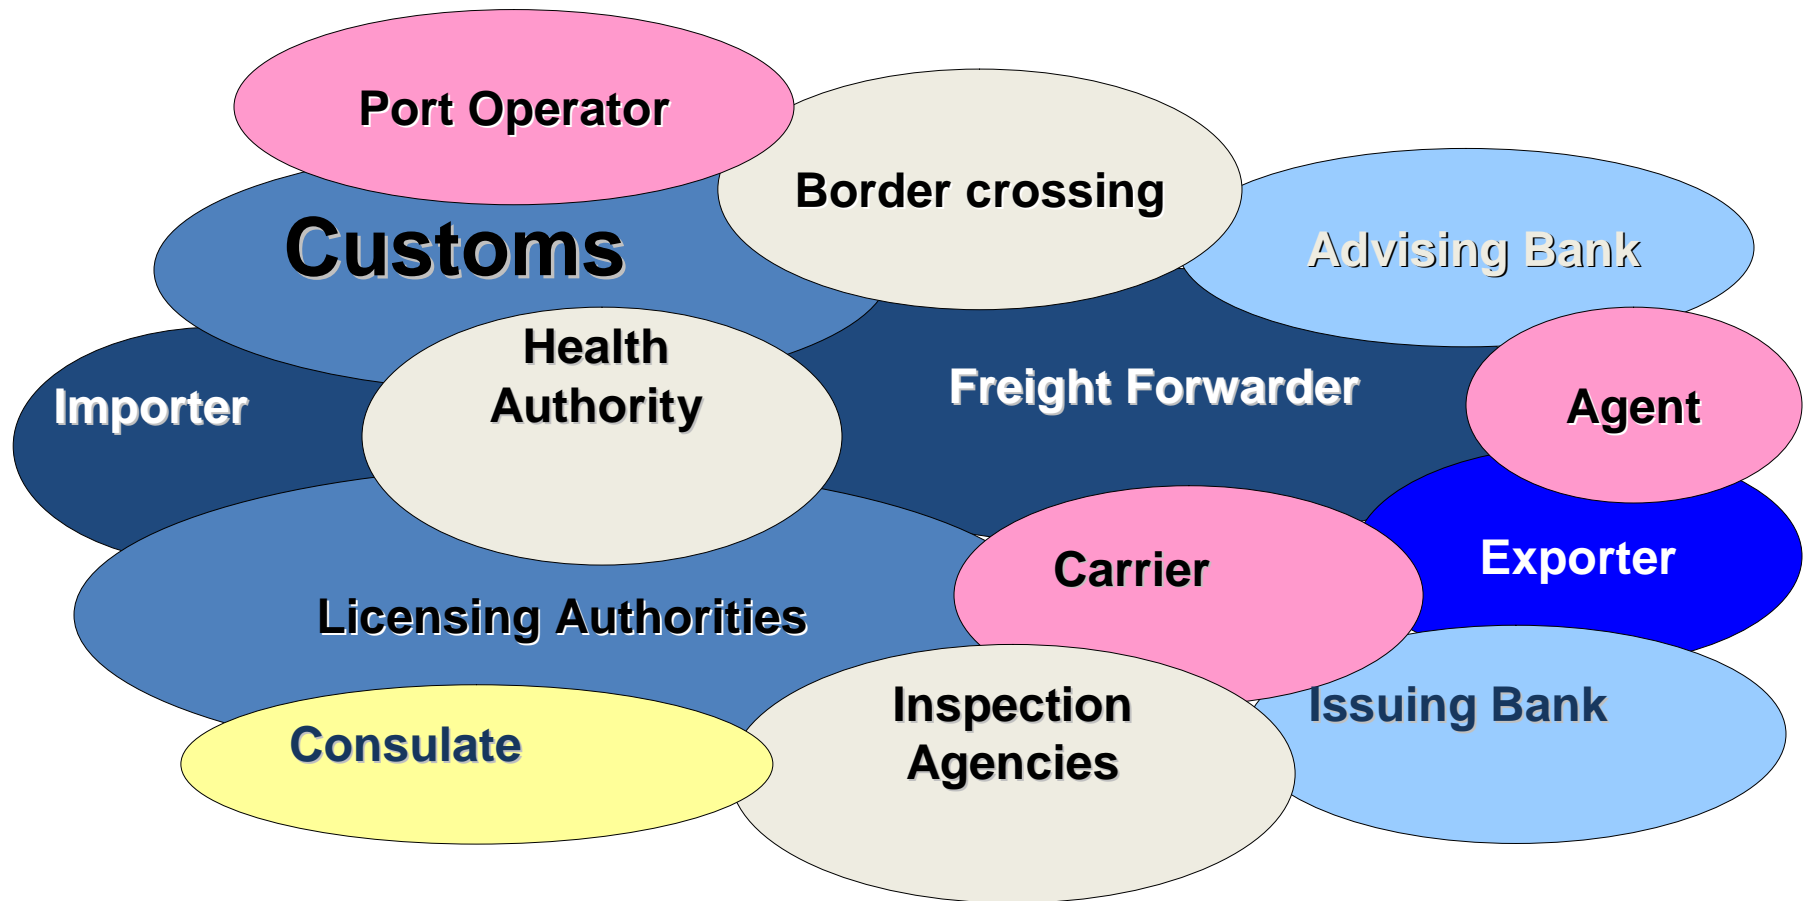 Port Operator
Border crossing
Customs
Advising Bank
Health
Authority
Importer
Freight Forwarder
Agent
Carrier
Exporter
Licensing Authorities
Inspection
Agencies
Issuing Bank
Consulate